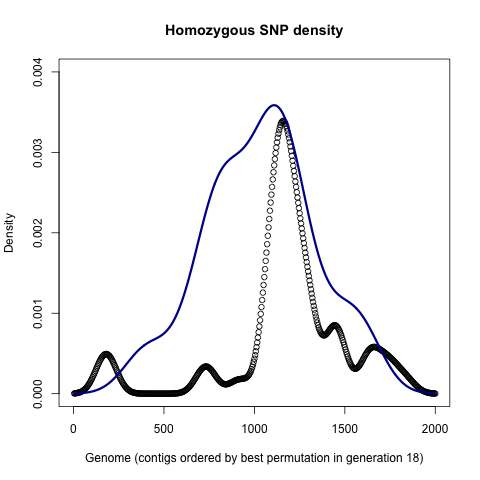 Homozygous SNP density
Density
0.004
0.003
0.002
0.001
0.000
0 500 1000 1500 2000
Genome (contigs ordered by best permutation in generation 18)